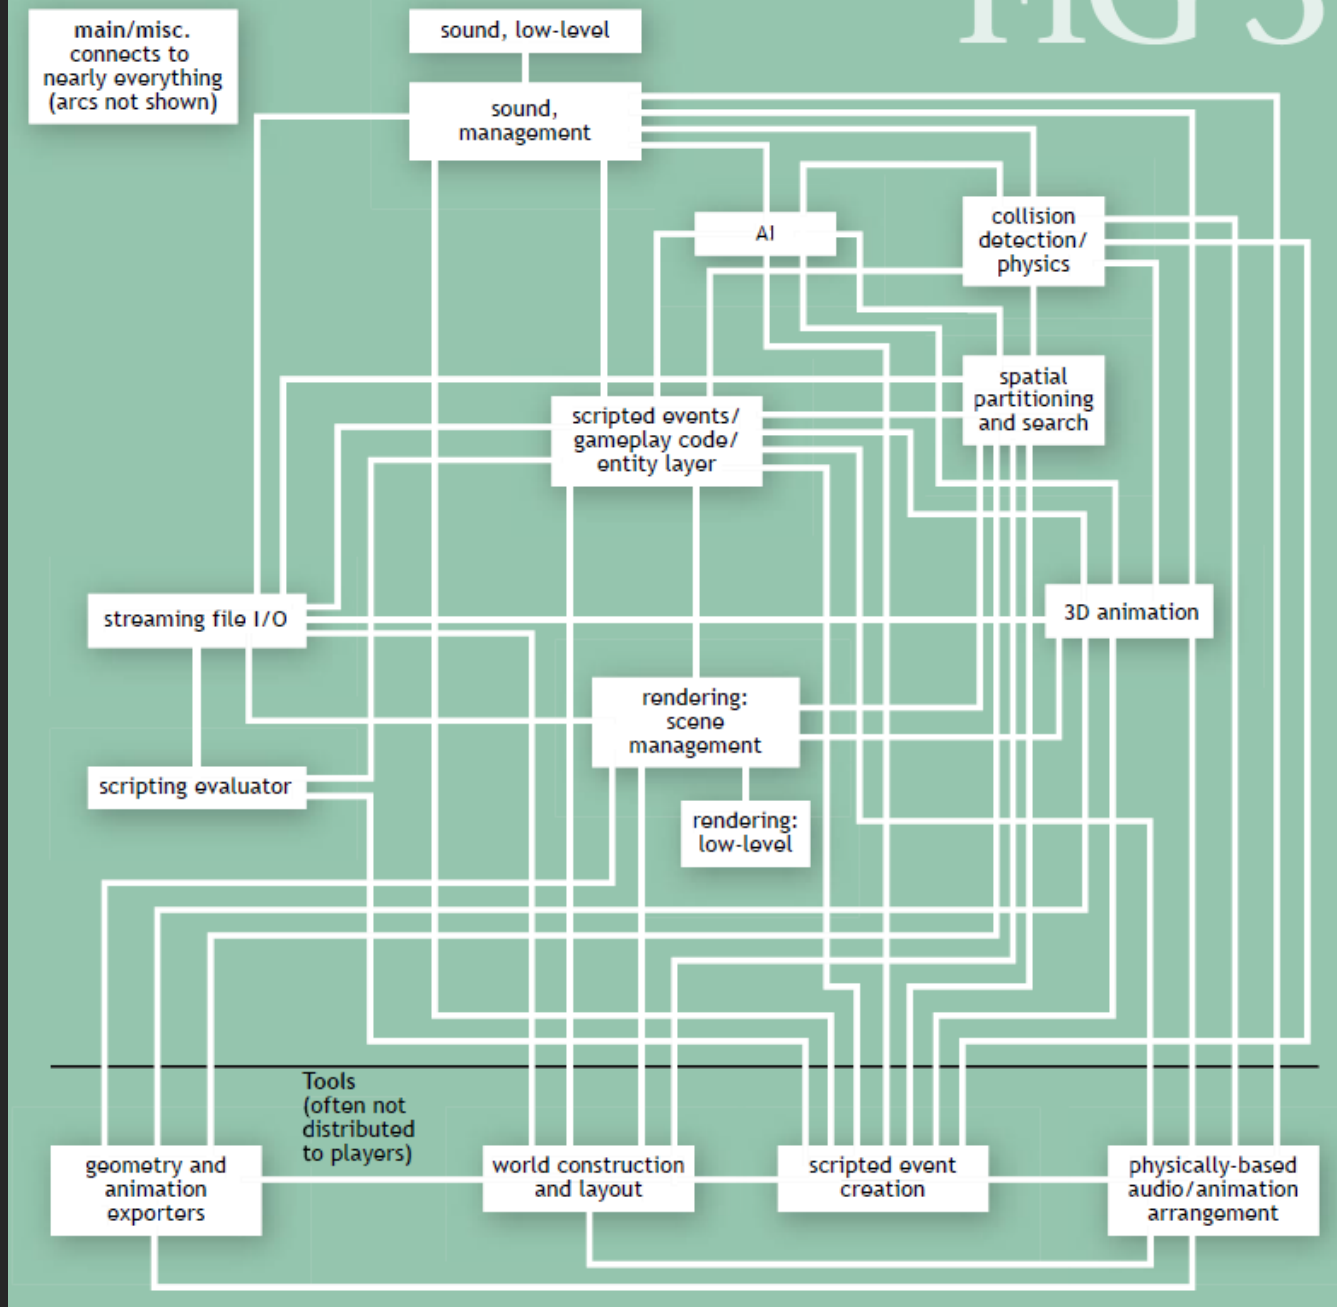 FIG 3
main/misc.
connects to
nearly everything
(arcs not shown)
sound, low-level
sound,
management
AI
collision
detection/
physics
spatial
partitioning
and search
scripted events/
gameplay code/
entity layer
streaming file I/O
3D animation
rendering:
scene
management
scripting evaluator
rendering:
low-level
Tools
(often not
distributed
to players)
geometry and
animation
exporters
world construction
and layout
scripted event
creation
physically-based
audio/animation
arrangement